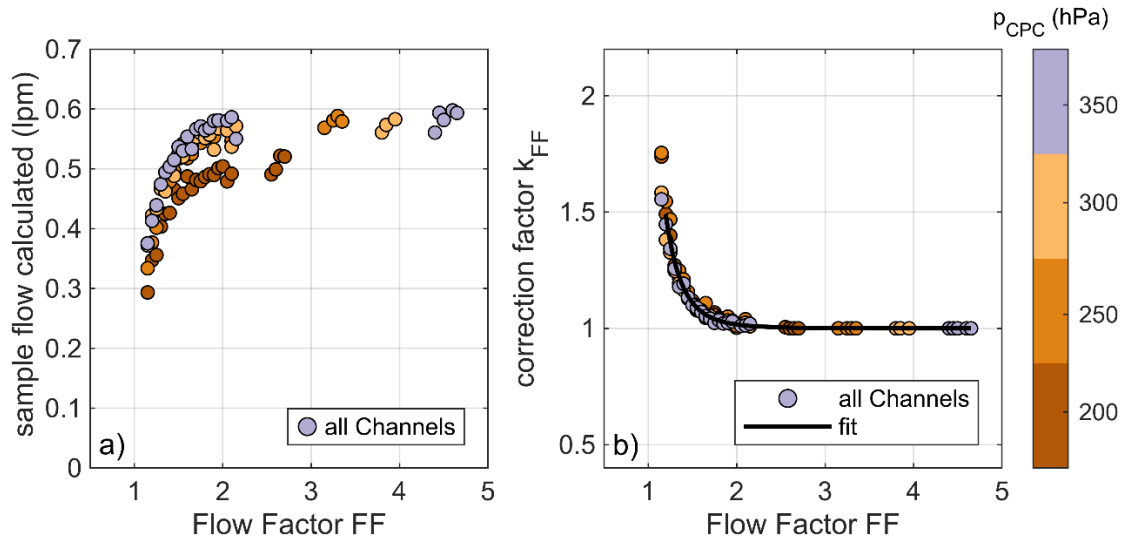 p_CPC (hPa)
sample flow calculated (lpm)
0.7
0.6
0.5
0.4
0.3
0.2
0.1
0
a)
all Channels
1
2
3
4
5
Flow Factor FF
correction factor k_FF
2
1.5
1
0.5
b)
all Channels
fit
1
2
3
4
5
Flow Factor FF
350
300
250
200